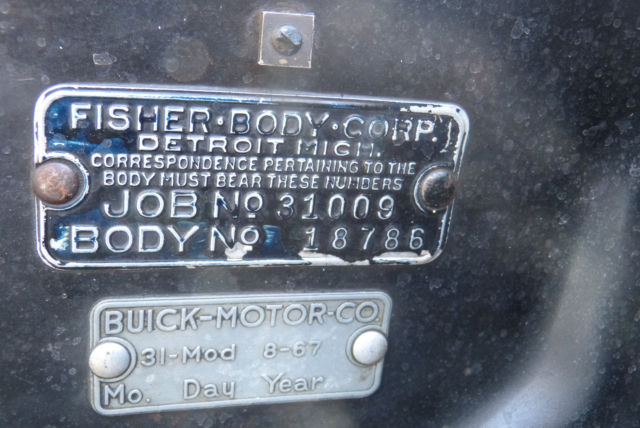 FISHER·BODY·CORP.
DETROIT MICH.
CORRESPONDENCE PERTAINING TO THE
BODY MUST BEAR THESE NUMBERS
JOB No 31009
BODY No 18786
BUICK-MOTOR-CO
31-Mod 8-67
Mo. Day Year